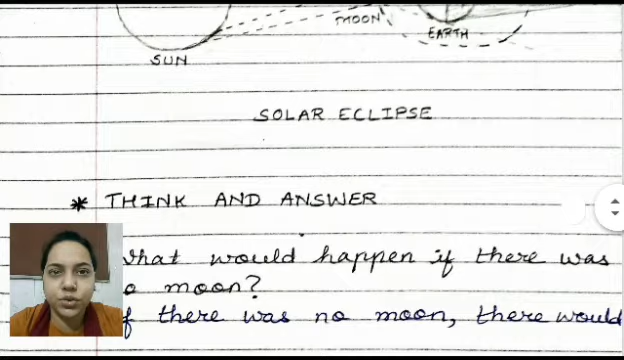 MOON
EARTH
SUN
SOLAR ECLIPSE
* THINK AND ANSWER
hat would happen if there was
o moon?
f there was no moon, there would